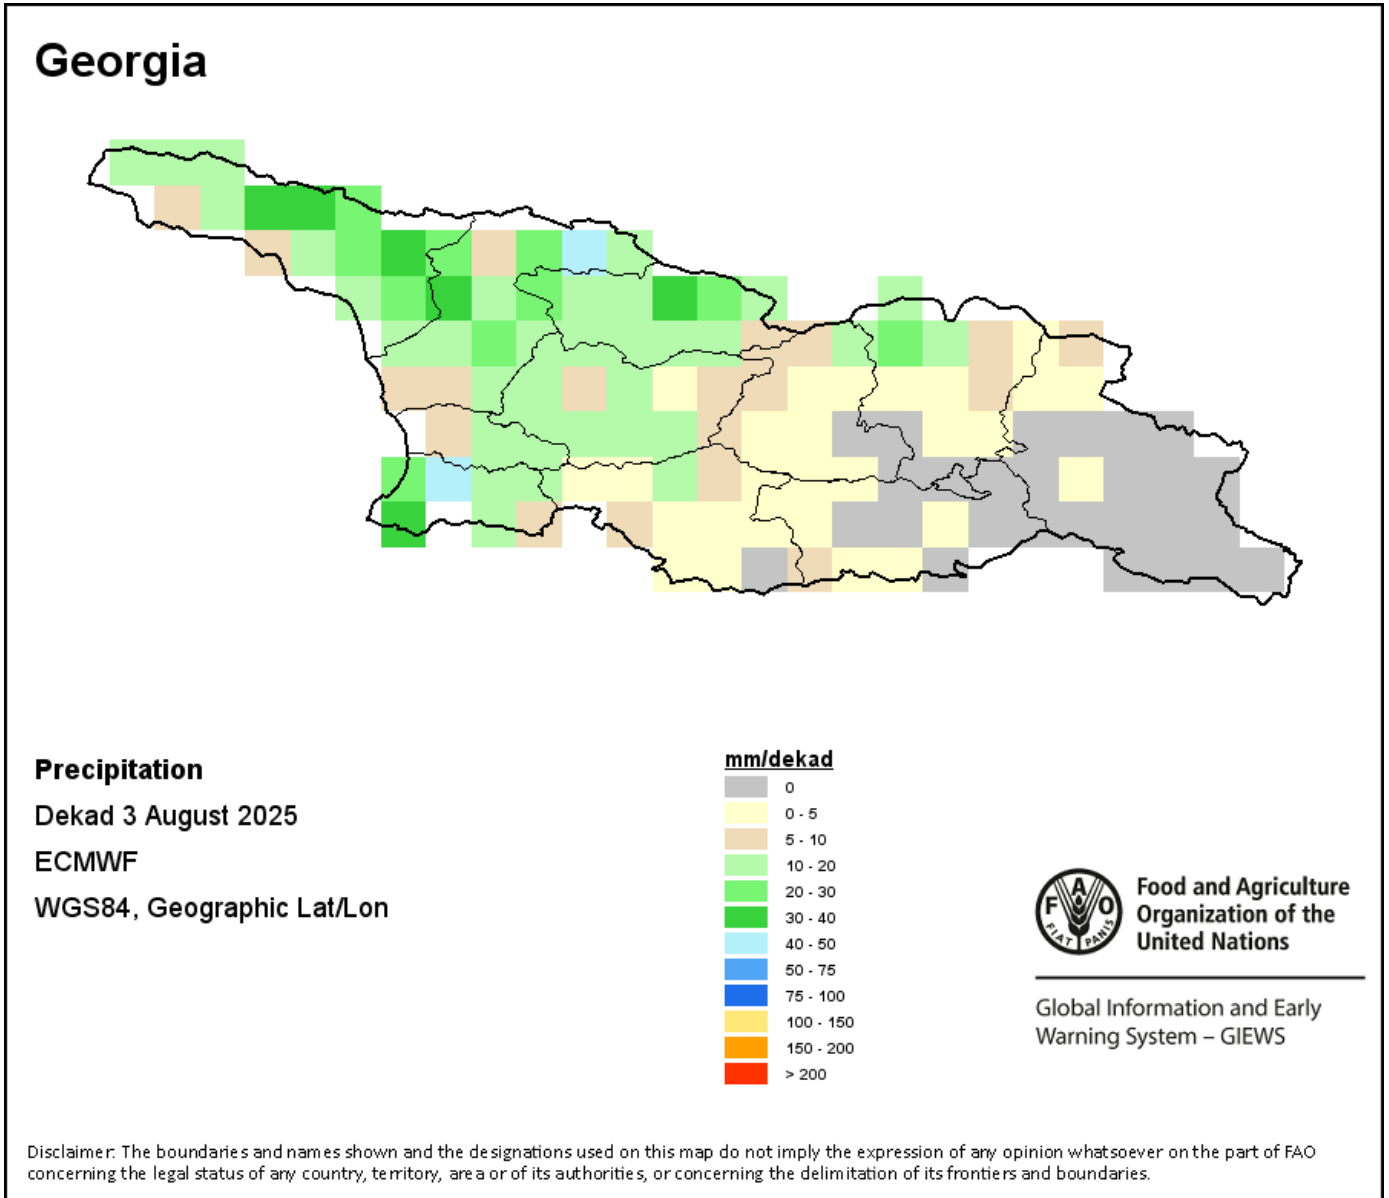 Georgia
Precipitation
Dekad 3 August 2025
ECMWF
WGS84, Geographic Lat/Lon
mm/dekad
0
0 - 5
5 - 10
10 - 20
20 - 30
30 - 40
40 - 50
50 - 75
75 - 100
100 - 150
150 - 200
> 200
F A O
FIAT PANIS
Food and Agriculture
Organization of the
United Nations
Global Information and Early
Warning System – GIEWS
Disclaimer: The boundaries and names shown and the designations used on this map do not imply the expression of any opinion whatsoever on the part of FAO
concerning the legal status of any country, territory, area or of its authorities, or concerning the delimitation of its frontiers and boundaries.